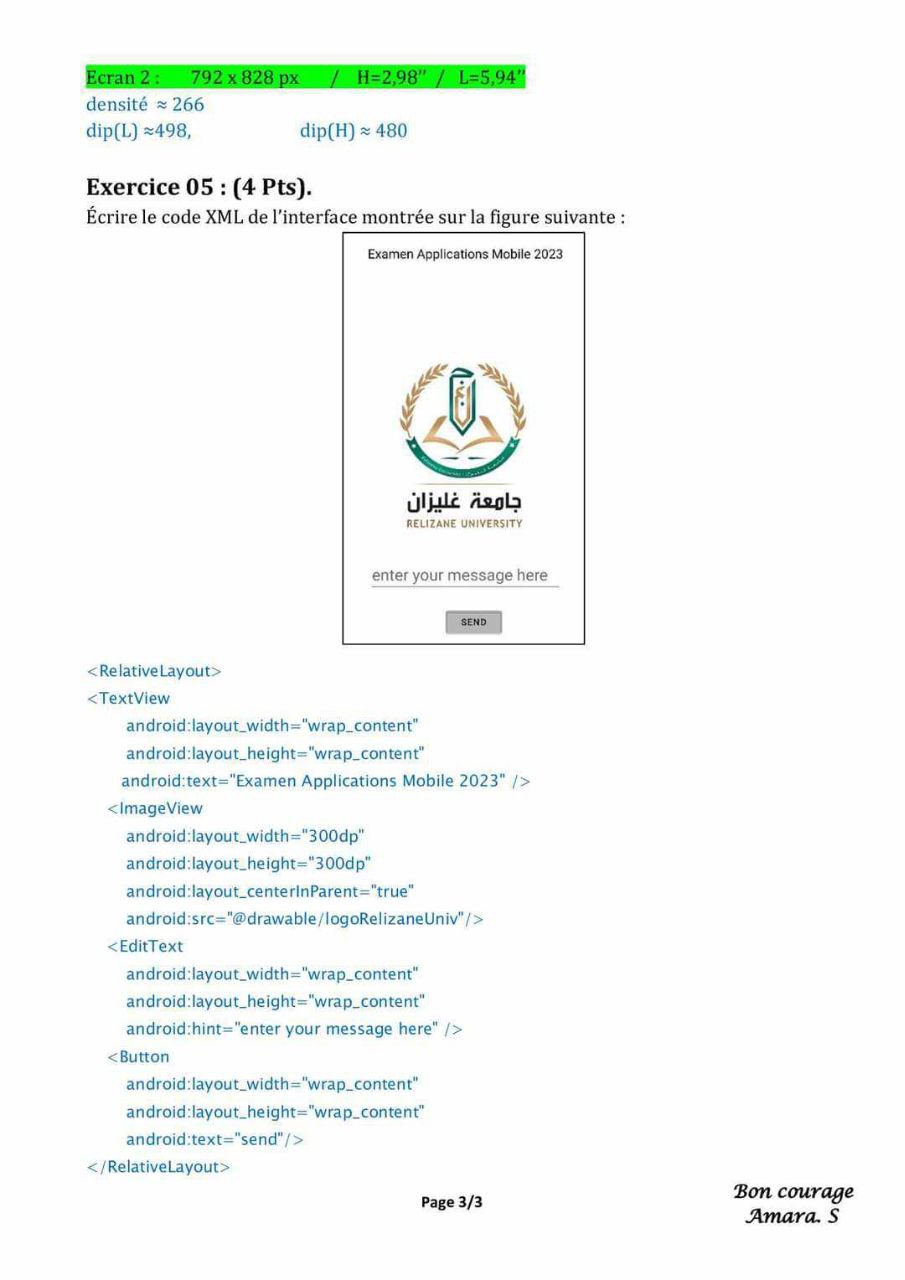 Ecran 2 : 792 x 828 px / H=2,98’’ / L=5,94’’
densité ≈ 266
dip(L) ≈498, dip(H) ≈ 480
Exercice 05 : (4 Pts).
Écrire le code XML de l’interface montrée sur la figure suivante :
Examen Applications Mobile 2023
جامعة غليزان
RELIZANE UNIVERSITY
enter your message here
SEND
<RelativeLayout>
<TextView
android:layout_width="wrap_content"
android:layout_height="wrap_content"
android:text="Examen Applications Mobile 2023" />
<ImageView
android:layout_width="300dp"
android:layout_height="300dp"
android:layout_centerInParent="true"
android:src="@drawable/logoRelizaneUniv"/>
<EditText
android:layout_width="wrap_content"
android:layout_height="wrap_content"
android:hint="enter your message here" />
<Button
android:layout_width="wrap_content"
android:layout_height="wrap_content"
android:text="send"/>
</RelativeLayout>
Page 3/3
Bon courage
Amara. S